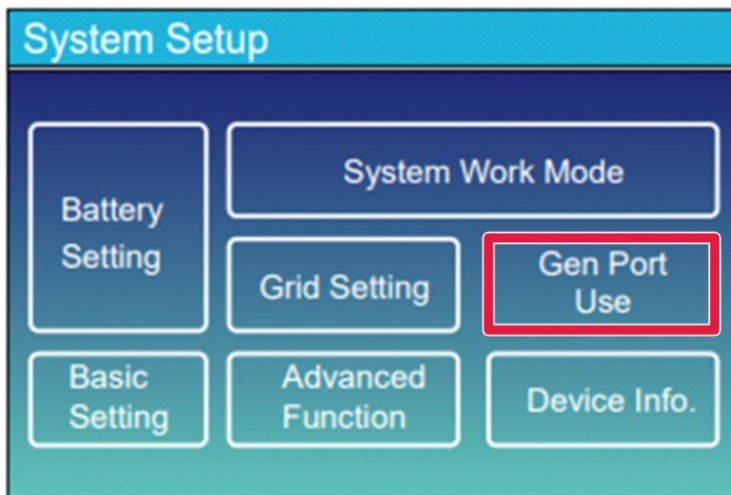 System Setup
Battery
Setting
System Work Mode
Grid Setting
Gen Port
Use
Basic
Setting
Advanced
Function
Device Info.